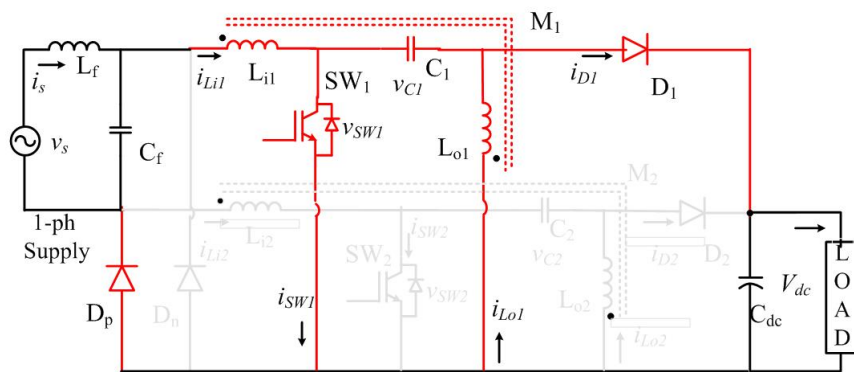 M₁
i_s
L_f
i_Li1
L_i1
SW₁
v_C1
C₁
i_D1
D₁
v_s
C_f
v_SW1
L_o1
M₂
1-ph
Supply
i_Li2
L_i2
i_SW2
C₂
v_C2
i_D2
D₂
SW₂
D_p
D_n
i_SW1
v_SW2
L_o2
i_Lo1
i_Lo2
C_dc
V_dc
LOAD